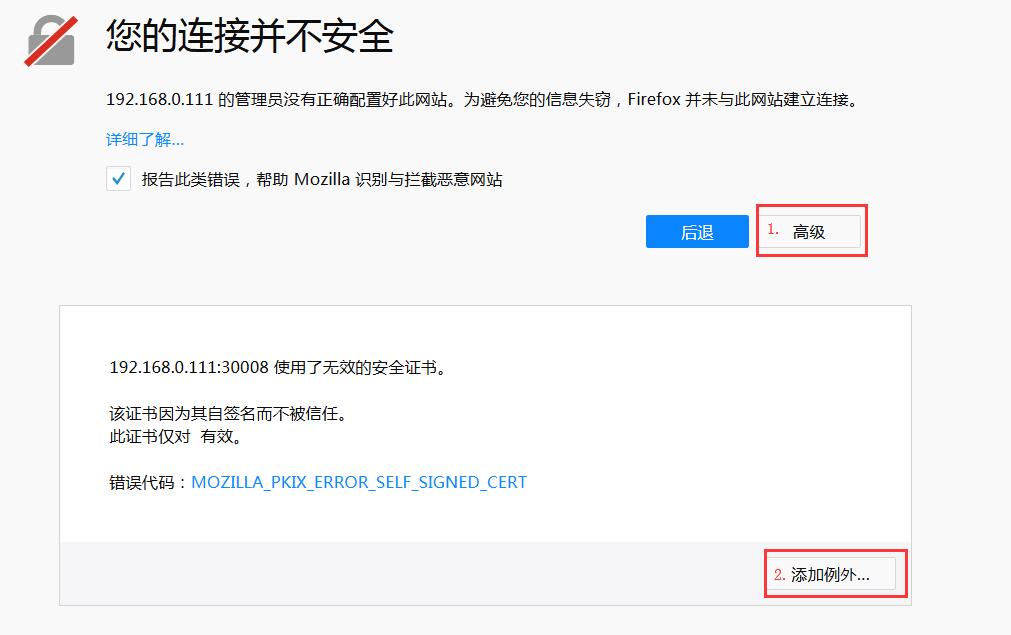 您的连接并不安全
192.168.0.111 的管理员没有正确配置好此网站。为避免您的信息失窃，Firefox 并未与此网站建立连接。
详细了解...
报告此类错误，帮助 Mozilla 识别与拦截恶意网站
后退
1. 高级
192.168.0.111:30008 使用了无效的安全证书。
该证书因为其自签名而不被信任。
此证书仅对  有效。
错误代码：MOZILLA_PKIX_ERROR_SELF_SIGNED_CERT
2. 添加例外...